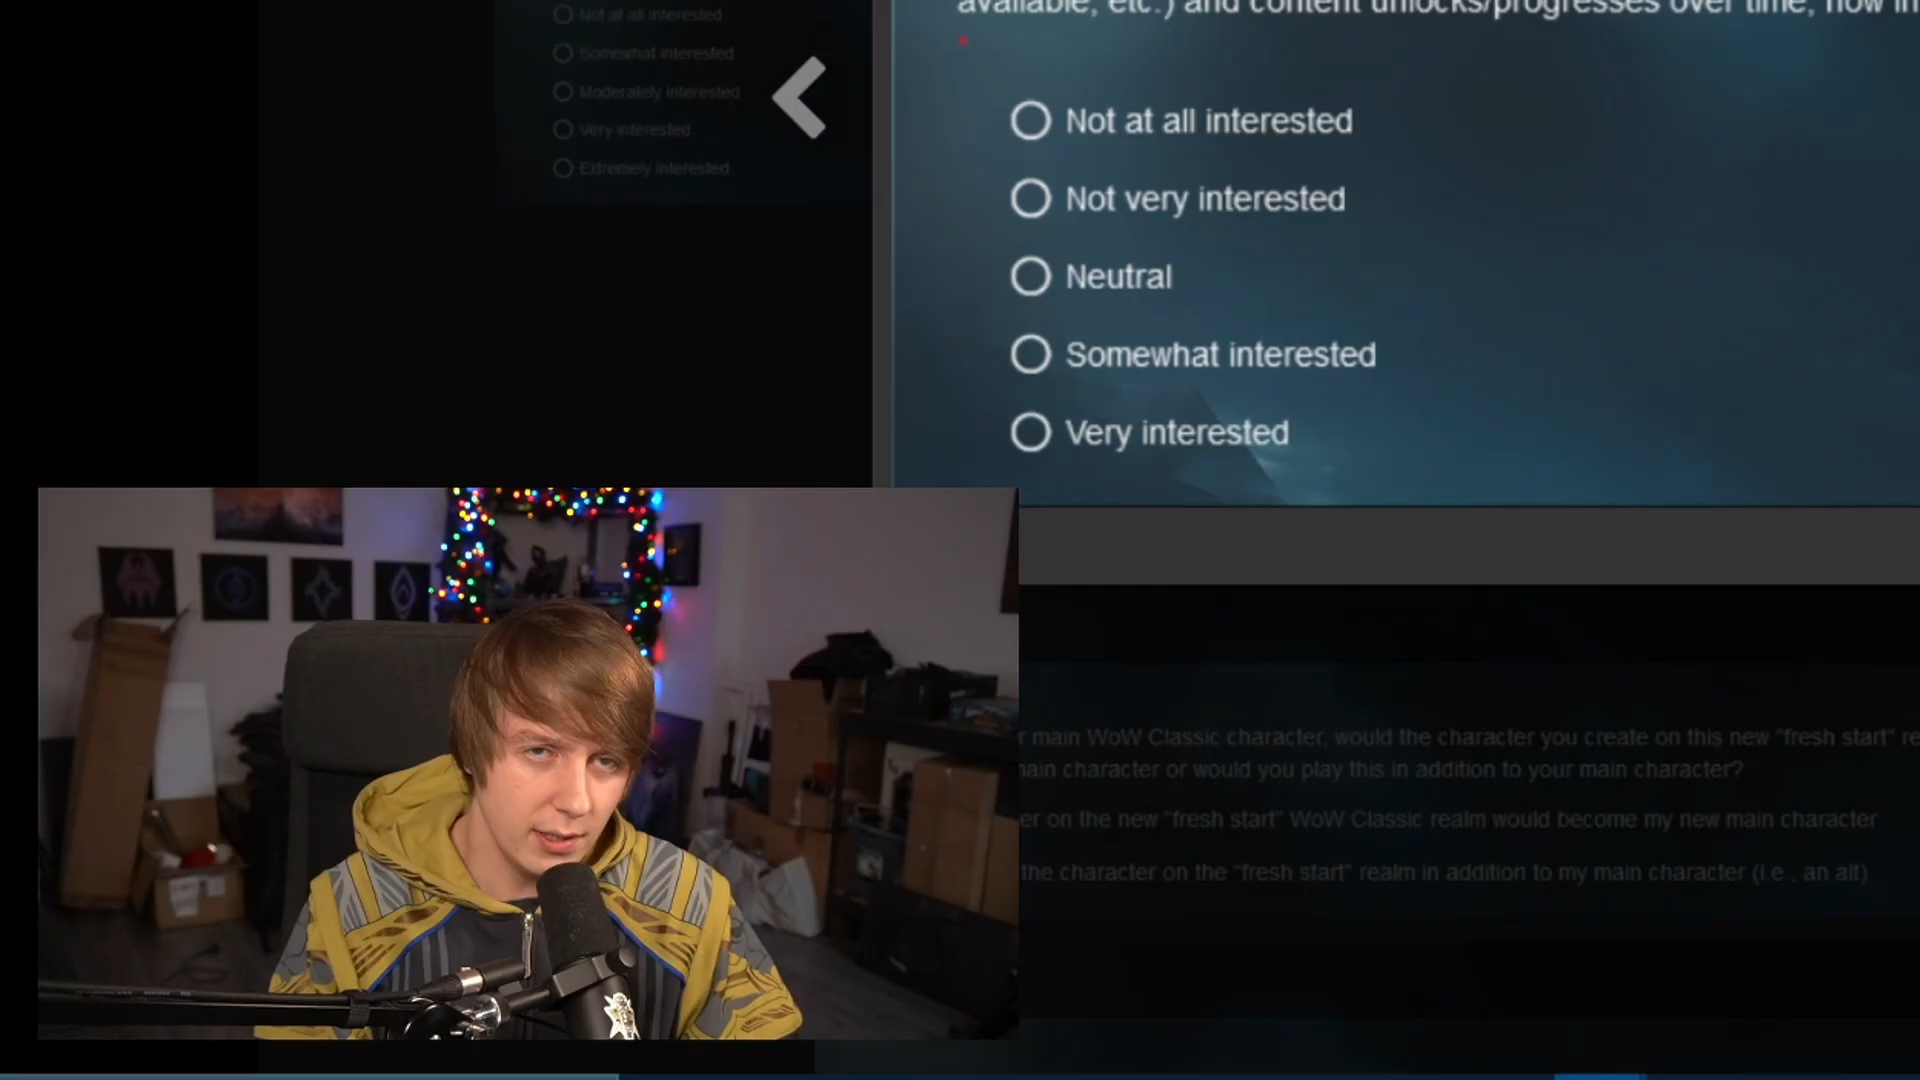 Not at all interested
Somewhat interested
Moderately interested
Very interested
Extremely interested
available, etc.) and content unlocks/progresses over time, how in
*
Not at all interested
Not very interested
Neutral
Somewhat interested
Very interested
r main WoW Classic character, would the character you create on this new "fresh start" re
main character or would you play this in addition to your main character?
er on the new "fresh start" WoW Classic realm would become my new main character
the character on the "fresh start" realm in addition to my main character (i.e., an alt)